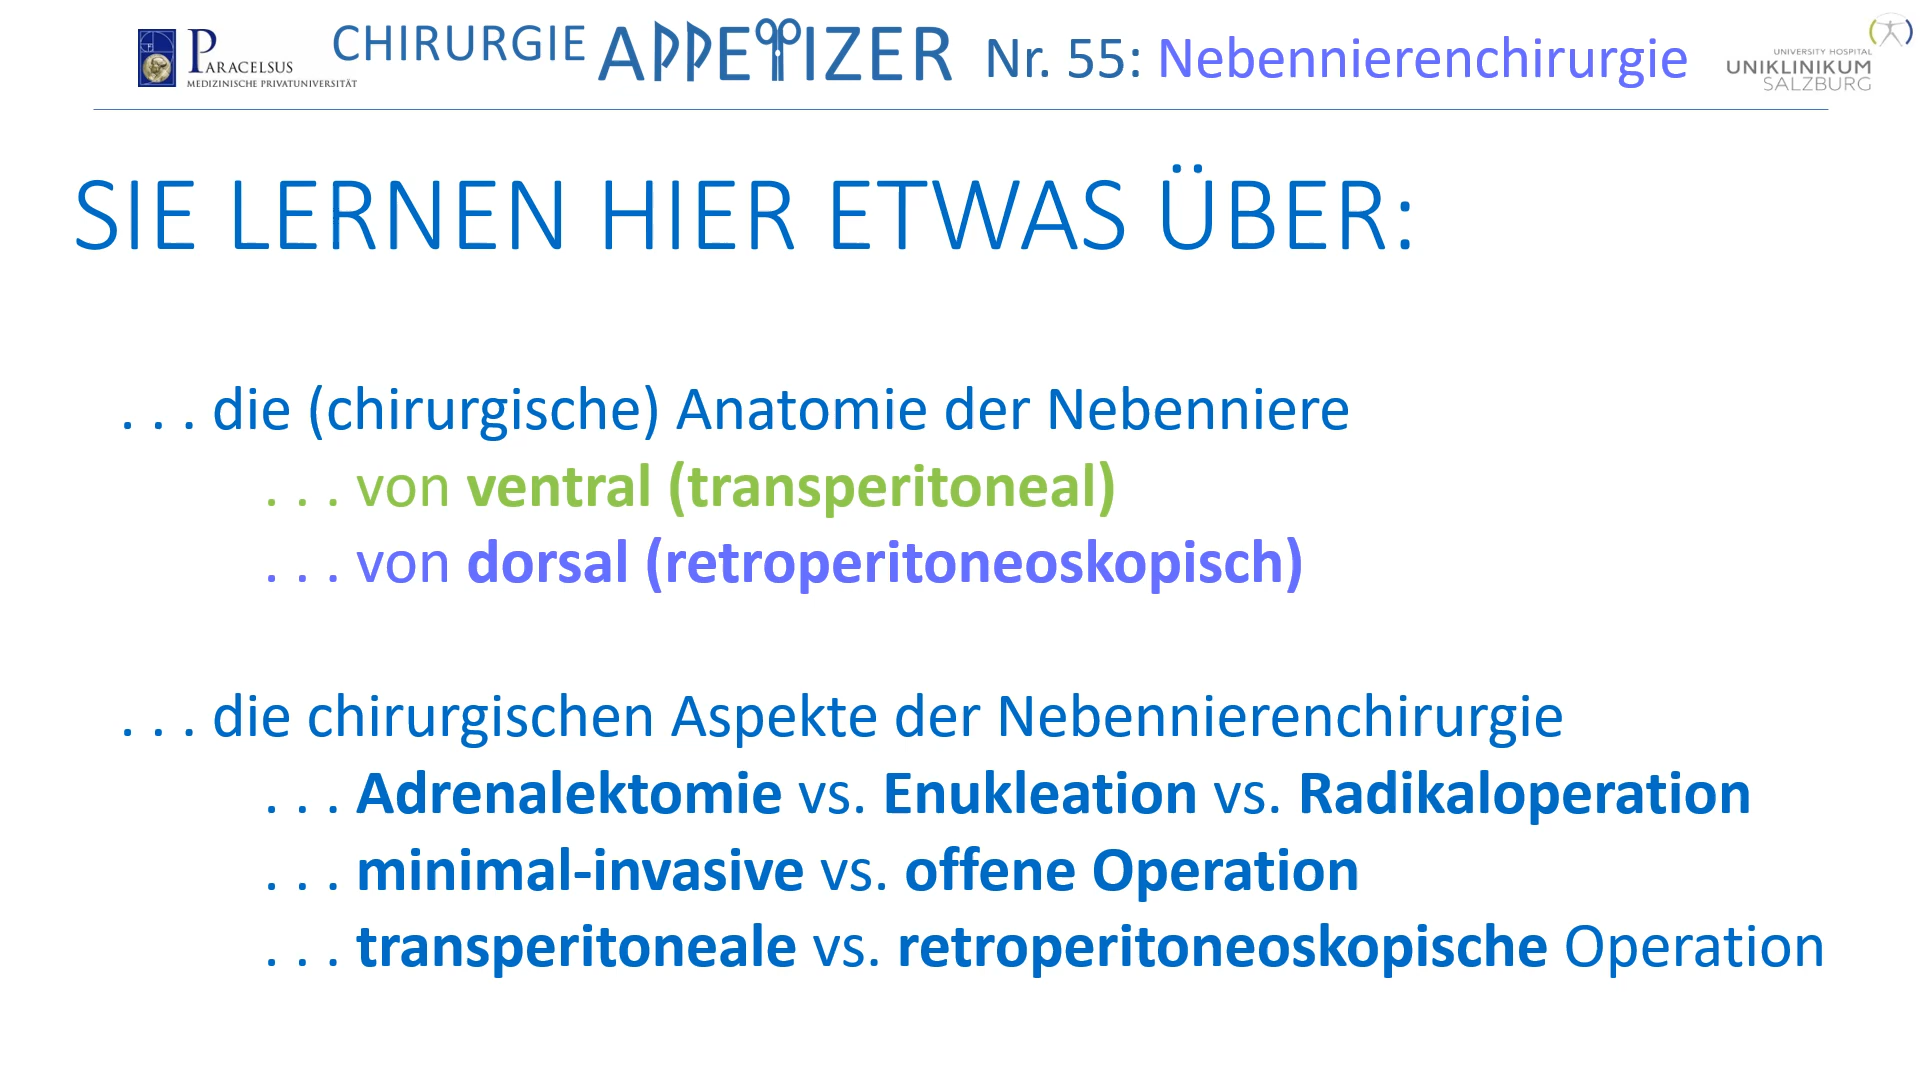 PARACELSUS
MEDIZINISCHE PRIVATUNIVERSITÄT
CHIRURGIE APPETIZER Nr. 55: Nebennierenchirurgie
UNIVERSITY HOSPITAL
UNIKLINIKUM
SALZBURG
SIE LERNEN HIER ETWAS ÜBER:
. . . die (chirurgische) Anatomie der Nebenniere
. . . von ventral (transperitoneal)
. . . von dorsal (retroperitoneoskopisch)
. . . die chirurgischen Aspekte der Nebennierenchirurgie
. . . Adrenalektomie vs. Enukleation vs. Radikaloperation
. . . minimal-invasive vs. offene Operation
. . . transperitoneale vs. retroperitoneoskopische Operation